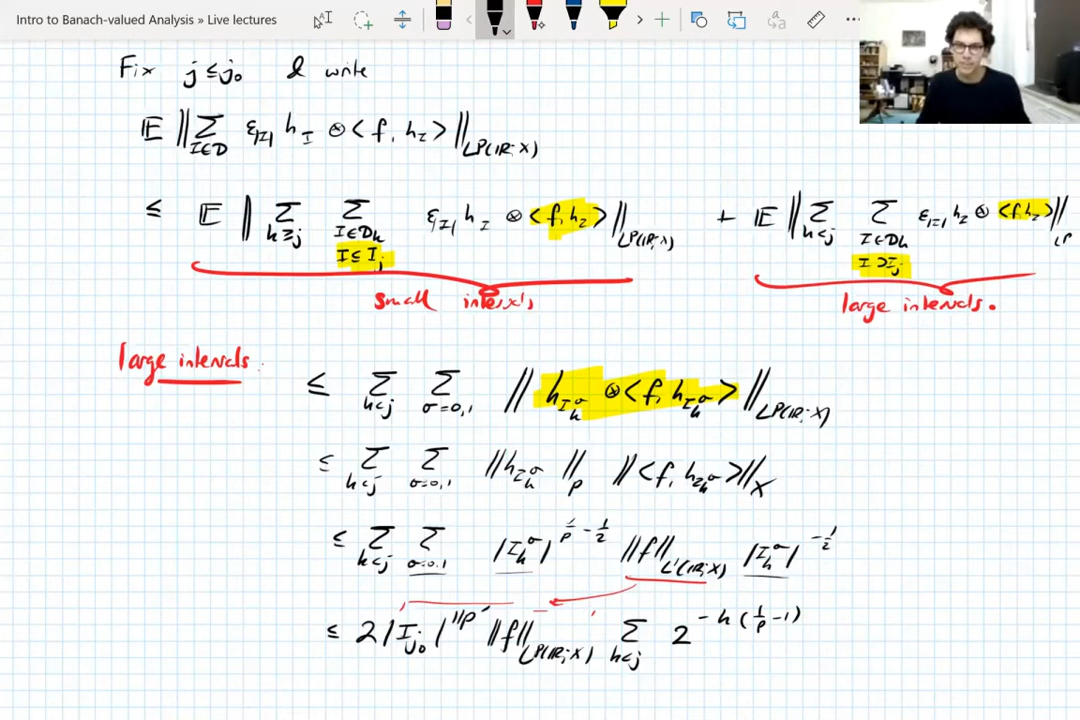 Intro to Banach-valued Analysis » Live lectures
Fix j ≤ j₀ & write
𝔼 ‖ Σ_{I∈D} ε_{|I|} h_I ⊗ <f, h_I> ‖_{L^p(ℝ;X)}
≤ 𝔼 ‖ Σ_{k≥j} Σ_{I∈D_k, I⊆I_j} ε_{|I|} h_I ⊗ <f, h_I> ‖_{L^p(ℝ;X)} + 𝔼 ‖ Σ_{k<j} Σ_{I∈D_k, I⊃I_j} ε_{|I|} h_I ⊗ <f, h_I> ‖_{L^p}
small intervals large intervals.
large intervals:
≤ Σ_{k<j} Σ_{σ=0,1} ‖ h_{I_k^σ} ⊗ <f, h_{I_k^σ}> ‖_{L^p(ℝ;X)}
≤ Σ_{k<j} Σ_{σ=0,1} ‖h_{I_k^σ}‖_p ‖<f, h_{I_k^σ}>‖_X
≤ Σ_{k<j} Σ_{σ=0,1} |I_k^σ|^{1/p - 1/2} ‖f‖_{L^1(ℝ;X)} |I_k^σ|^{-1/2}
≤ 2 |I_{j₀}|^{1/p'} ‖f‖_{L^p(ℝ;X)} Σ_{k<j} 2^{-k(1/p - 1)}